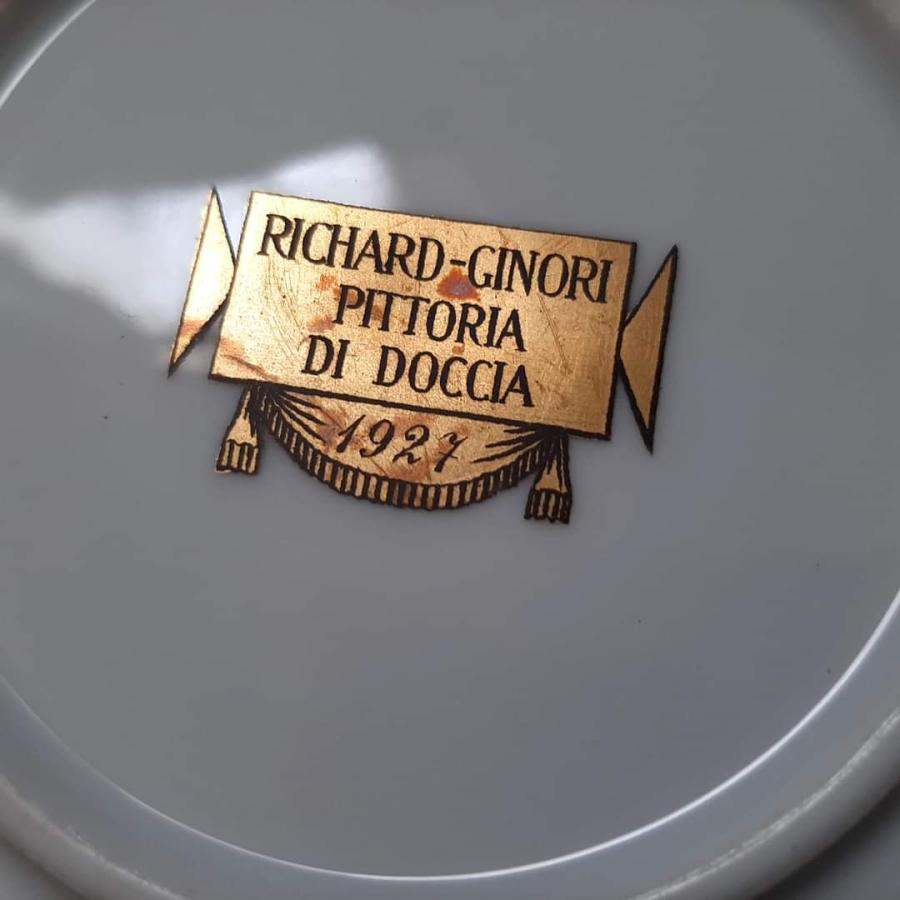 RICHARD-GINORI
PITTORIA
DI DOCCIA
1927